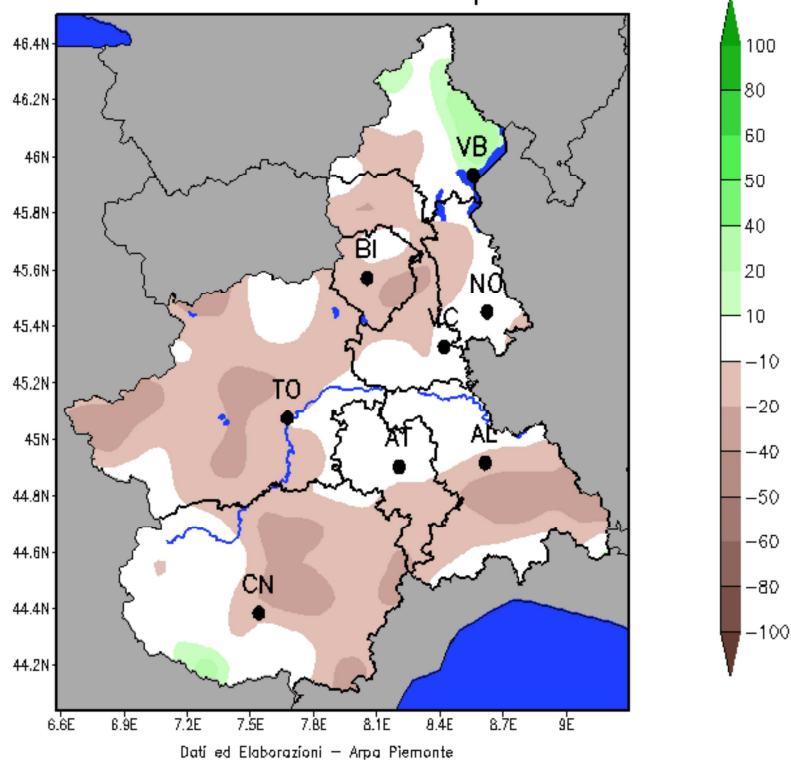 46.4N
46.2N
46N
45.8N
45.6N
45.4N
45.2N
45N
44.8N
44.6N
44.4N
44.2N
VB
BI
NO
VC
TO
AT
AL
CN
6.6E 6.9E 7.2E 7.5E 7.8E 8.1E 8.4E 8.7E 9E
Dati ed Elaborazioni – Arpa Piemonte
100
80
60
50
40
20
10
-10
-20
-40
-50
-60
-80
-100